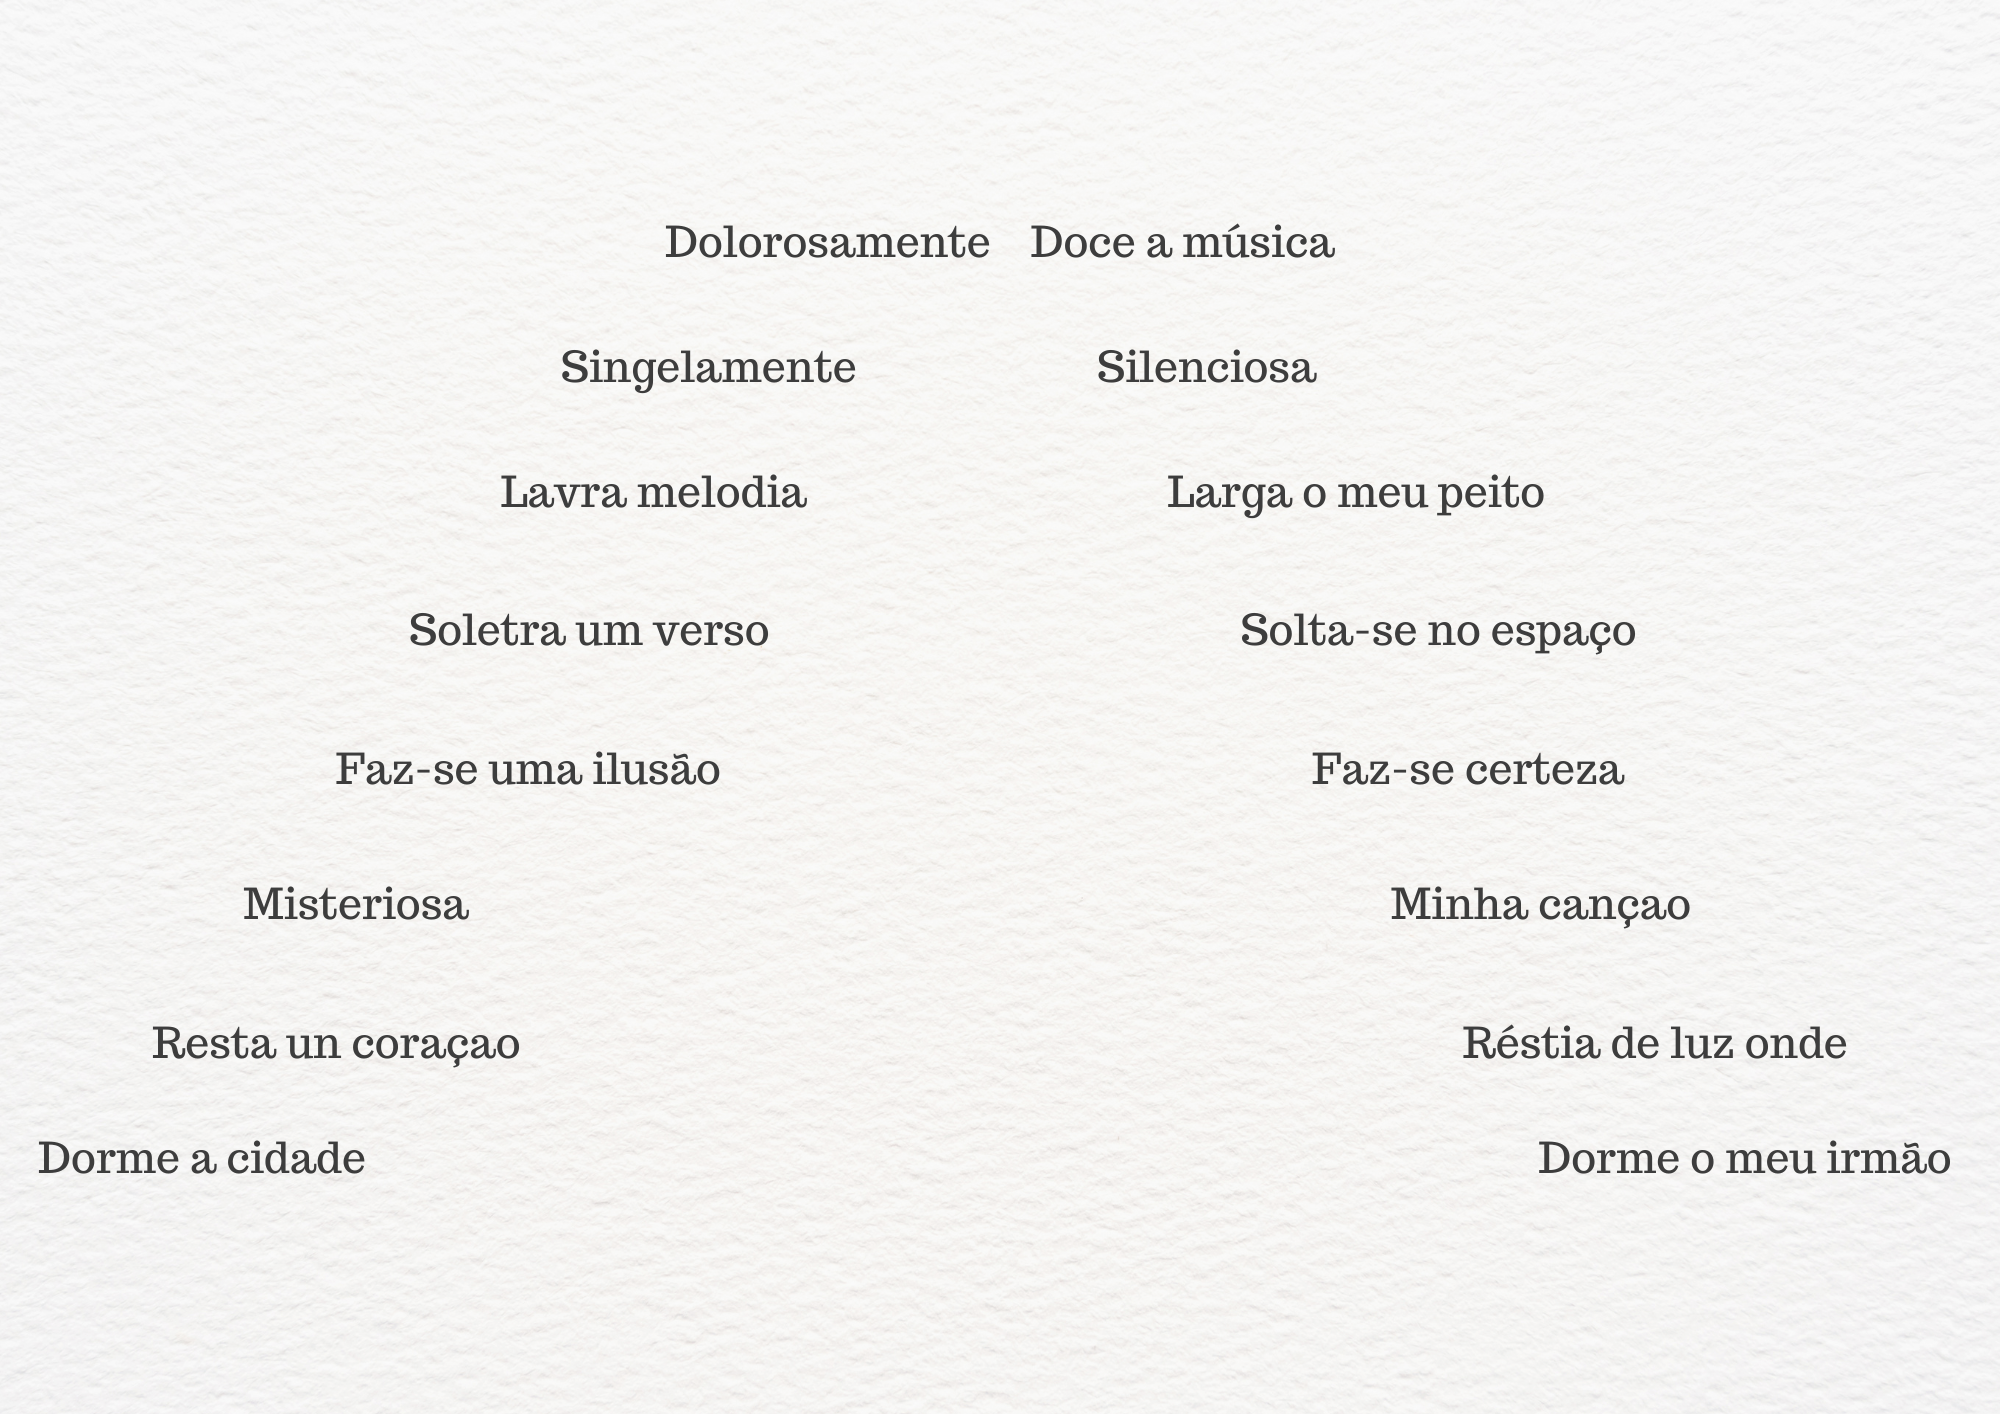 Dolorosamente Doce a música
Singelamente Silenciosa
Lavra melodia Larga o meu peito
Soletra um verso Solta-se no espaço
Faz-se uma ilusão Faz-se certeza
Misteriosa Minha cançao
Resta un coraçao Réstia de luz onde
Dorme a cidade Dorme o meu irmão